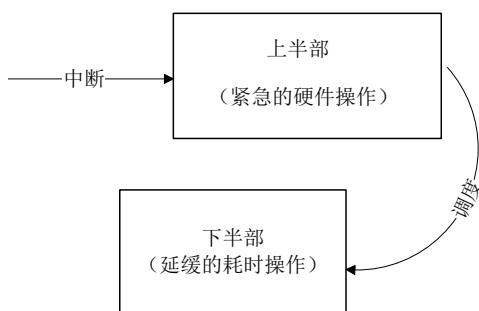 中断
上半部
（紧急的硬件操作）
调度
下半部
（延缓的耗时操作）